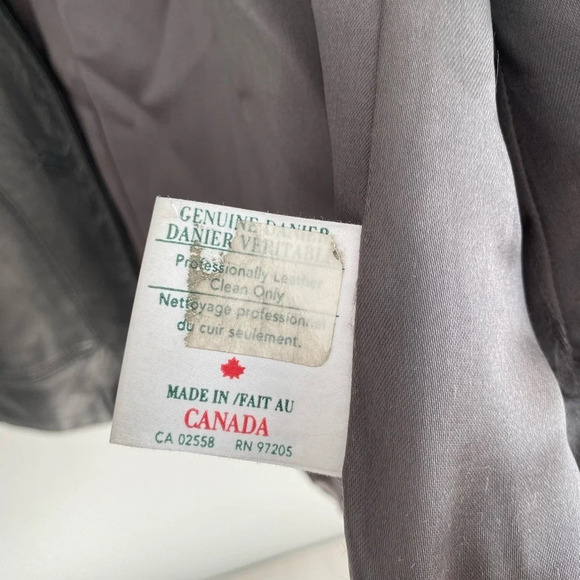 GENUINE DANIER
DANIER VERITABLE
Professionally Leather
Clean Only
Nettoyage professionnel
du cuir seulement.
MADE IN /FAIT AU
CANADA
CA 02558 RN 97205